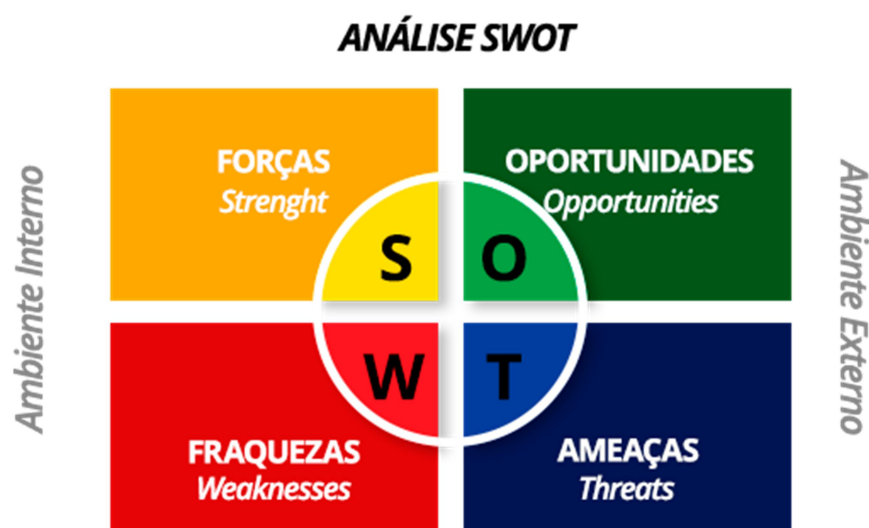 ANÁLISE SWOT
Ambiente Interno
FORÇAS
Strenght
S
OPORTUNIDADES
Opportunities
O
W
FRAQUEZAS
Weaknesses
T
AMEAÇAS
Threats
Ambiente Externo